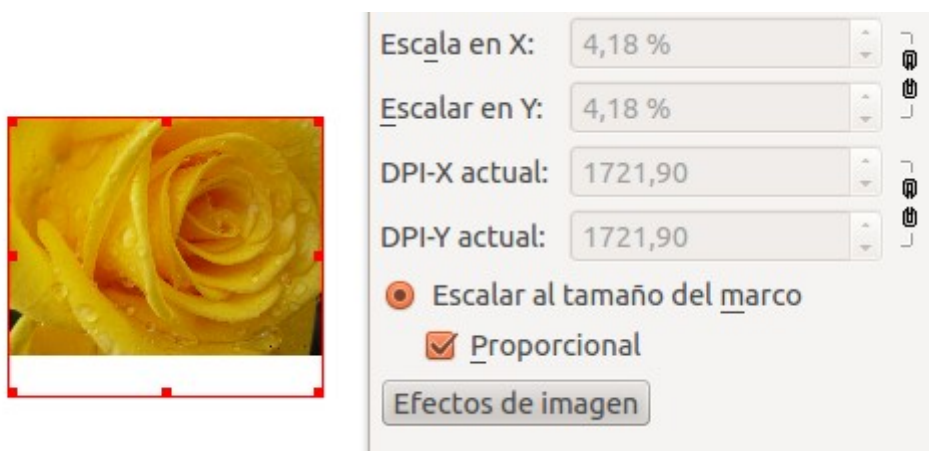 Escala en X: 4,18 %
Escalar en Y: 4,18 %
DPI-X actual: 1721,90
DPI-Y actual: 1721,90
Escalar al tamaño del marco
Proporcional
Efectos de imagen